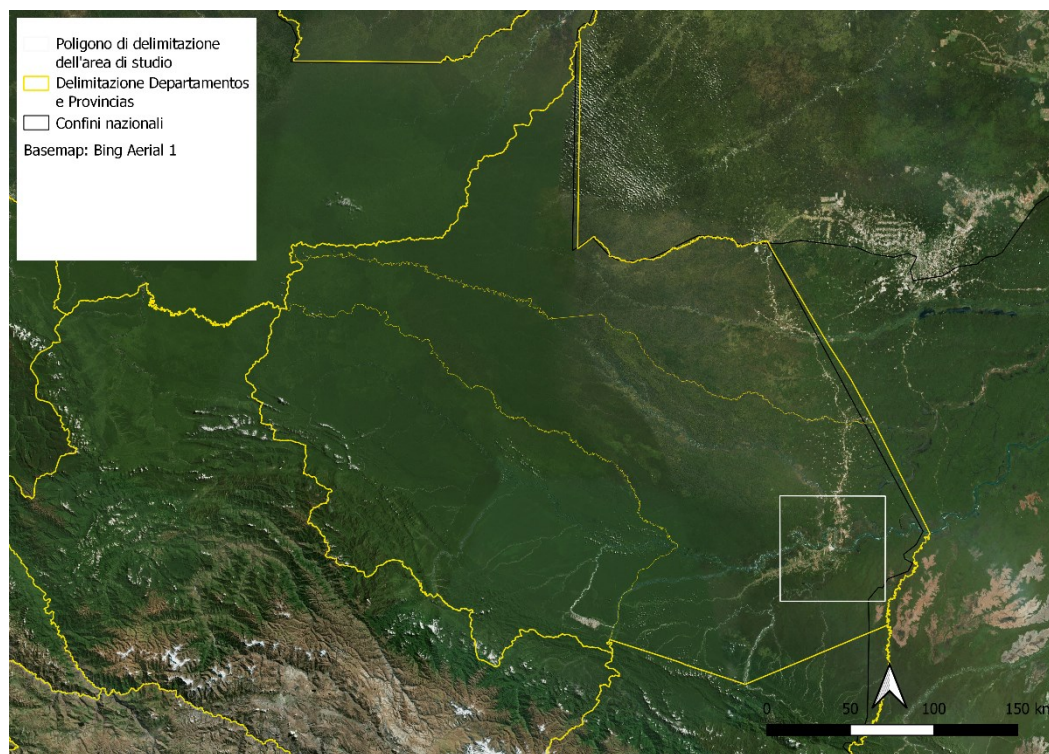 Poligono di delimitazione
dell'area di studio
Delimitazione Departamentos
e Provincias
Confini nazionali
Basemap: Bing Aerial 1
0 50 100 150 km